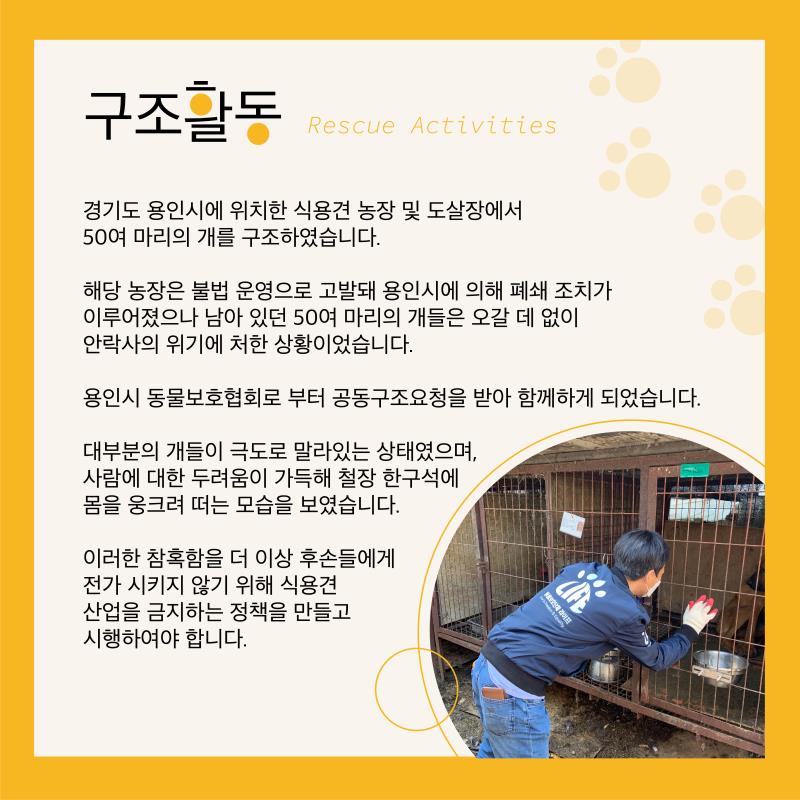 구조활동
Rescue Activities
경기도 용인시에 위치한 식용견 농장 및 도살장에서
50여 마리의 개를 구조하였습니다.
해당 농장은 불법 운영으로 고발돼 용인시에 의해 폐쇄 조치가
이루어졌으나 남아 있던 50여 마리의 개들은 오갈 데 없이
안락사의 위기에 처한 상황이었습니다.
용인시 동물보호협회로 부터 공동구조요청을 받아 함께하게 되었습니다.
대부분의 개들이 극도로 말라있는 상태였으며,
사람에 대한 두려움이 가득해 철장 한구석에
몸을 웅크려 떠는 모습을 보였습니다.
이러한 참혹함을 더 이상 후손들에게
전가 시키지 않기 위해 식용견
산업을 금지하는 정책을 만들고
시행하여야 합니다.
LIFE